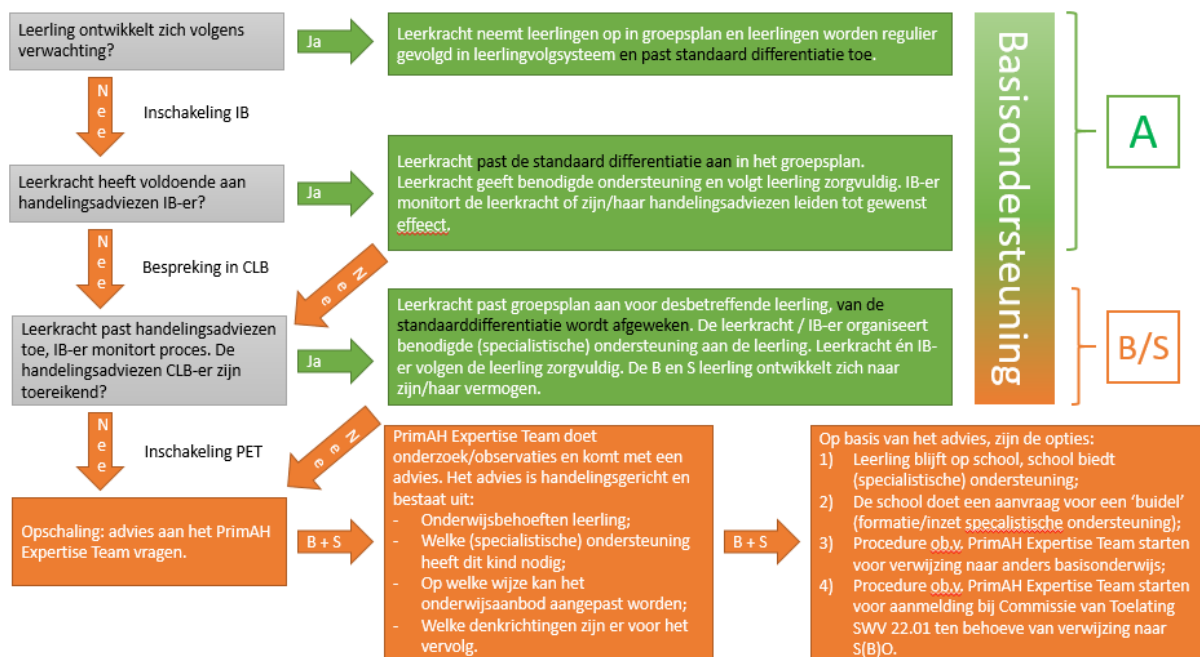 Leerling ontwikkelt zich volgens
verwachting?
Ja
Leerkracht neemt leerlingen op in groepsplan en leerlingen worden regulier
gevolgd in leerlingvolgsysteem en past standaard differentiatie toe.
Nee
Inschakeling IB
Leerkracht heeft voldoende aan
handelingsadviezen IB-er?
Ja
Leerkracht past de standaard differentiatie aan in het groepsplan.
Leerkracht geeft benodigde ondersteuning en volgt leerling zorgvuldig. IB-er
monitort de leerkracht of zijn/haar handelingsadviezen leiden tot gewenst
effeect.
Nee
Bespreking in CLB
Nee
Leerkracht past handelingsadviezen
toe, IB-er monitort proces. De
handelingsadviezen CLB-er zijn
toereikend?
Ja
Leerkracht past groepsplan aan voor desbetreffende leerling, van de
standaarddifferentiatie wordt afgeweken. De leerkracht / IB-er organiseert
benodigde (specialistische) ondersteuning aan de leerling. Leerkracht én IB-
er volgen de leerling zorgvuldig. De B en S leerling ontwikkelt zich naar
zijn/haar vermogen.
Nee
Inschakeling PET
Nee
Opschaling: advies aan het PrimAH
Expertise Team vragen.
B + S
PrimAH Expertise Team doet
onderzoek/observaties en komt met een
advies. Het advies is handelingsgericht en
bestaat uit:
- Onderwijsbehoeften leerling;
- Welke (specialistische) ondersteuning
heeft dit kind nodig;
- Op welke wijze kan het
onderwijsaanbod aangepast worden;
- Welke denkrichtingen zijn er voor het
vervolg.
B + S
Op basis van het advies, zijn de opties:
1) Leerling blijft op school, school biedt
(specialistische) ondersteuning;
2) De school doet een aanvraag voor een ‘buidel’
(formatie/inzet specalistische ondersteuning);
3) Procedure ob.v. PrimAH Expertise Team starten
voor verwijzing naar anders basisonderwijs;
4) Procedure ob.v. PrimAH Expertise Team starten
voor aanmelding bij Commissie van Toelating
SWV 22.01 ten behoeve van verwijzing naar
S(B)O.
Basisondersteuning
A
B/S